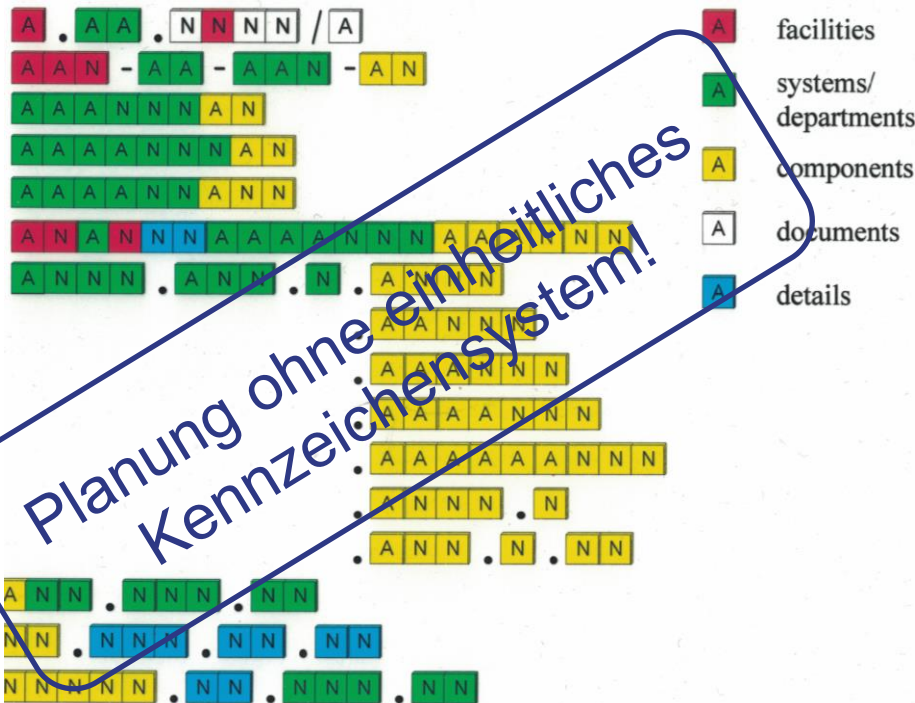 A . A A . N N N N / A
A A N - A A - A A N - A N
A A A N N N A N
A A A A N N N A N
A A A A N N A N N
A N A N N N A A A A N N N A A N N N N
A N N N . A N N . N . A N N N
. A A N N N
. A A A N N N
. A A A A N N N
. A A A A A A N N N
. A N N N . N
. A N N . N . N N
A N N . N N N . N N
N N . N N N . N N . N N
N N N N N . N N . N N N . N N
A facilities
A systems/
departments
A components
A documents
A details
Planung ohne einheitliches
Kennzeichensystem!